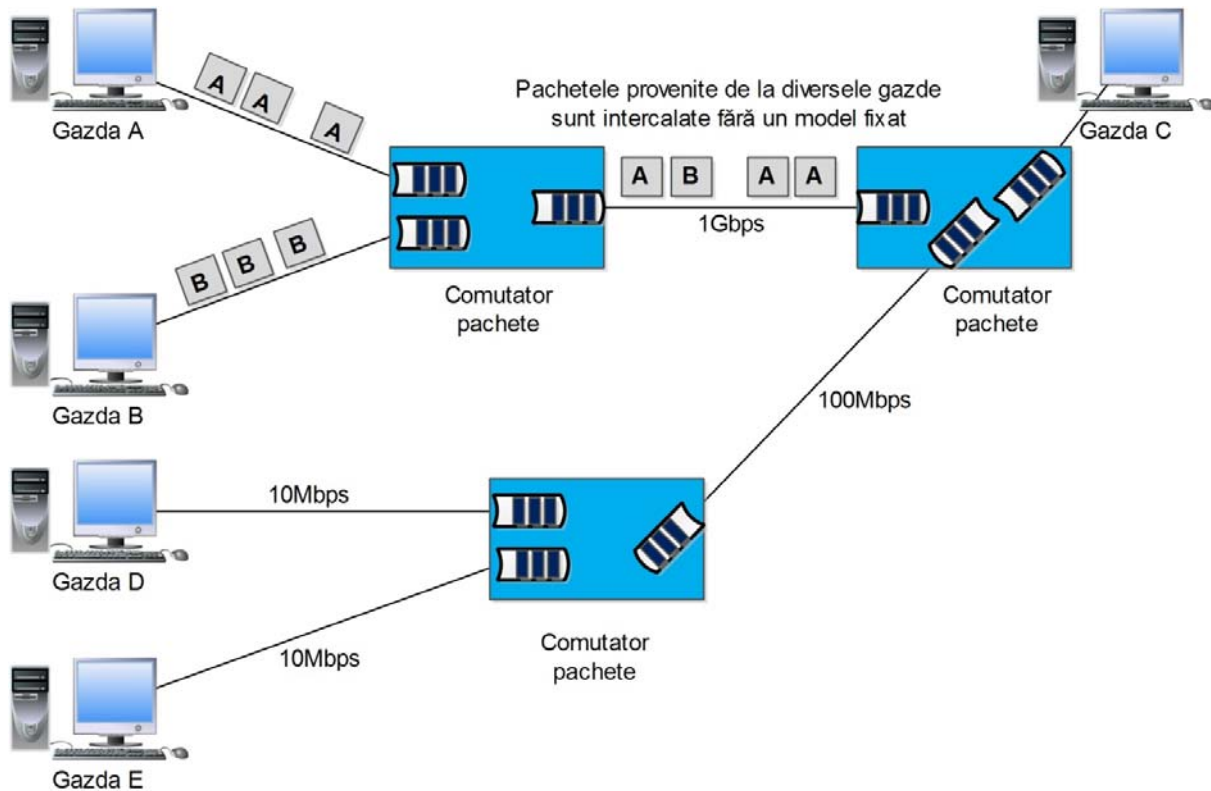 A A A
Gazda A
Pachetele provenite de la diversele gazde
sunt intercalate fără un model fixat
Gazda C
A B A A
1Gbps
B B B
Comutator
pachete
Comutator
pachete
Gazda B
100Mbps
10Mbps
Gazda D
Comutator
pachete
10Mbps
Gazda E